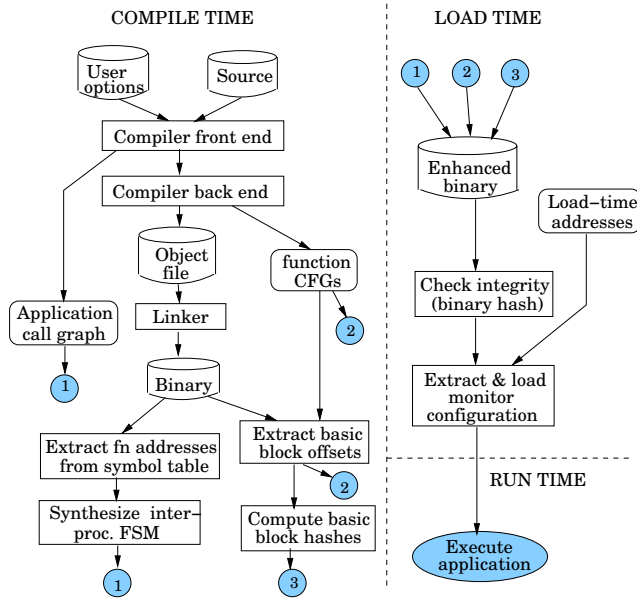 COMPILE TIME
User
options
Source
Compiler front end
Compiler back end
Object
file
function
CFGs
2
Application
call graph
1
Linker
Binary
Extract fn addresses
from symbol table
Extract basic
block offsets
2
Synthesize inter–
proc. FSM
Compute basic
block hashes
1
3
LOAD TIME
1
2
3
Enhanced
binary
Load–time
addresses
Check integrity
(binary hash)
Extract & load
monitor
configuration
RUN TIME
Execute
application